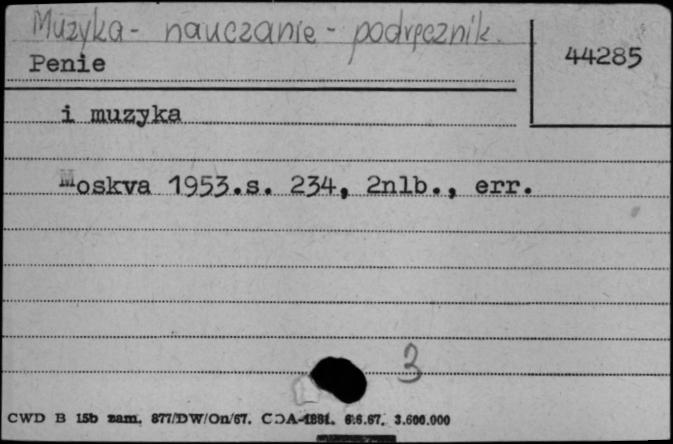 Muzyka - nauczanie - podręcznik.
44285
Penie
i muzyka
Moskva 1953.s. 234, 2nlb., err.
3
CWD B 15b zam. 877/DW/On/67. CDA-1881. 6.6.67. 3.600.000